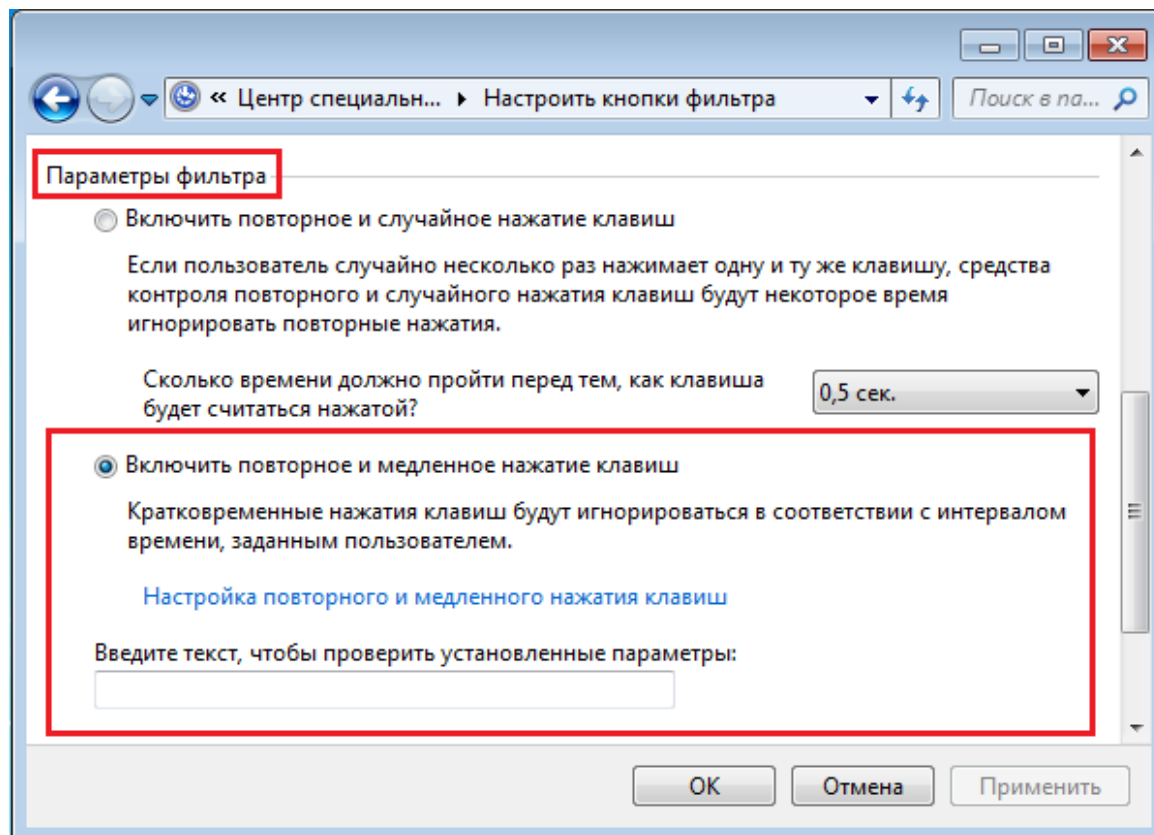 « Центр специальн... ▸ Настроить кнопки фильтра
Поиск в па...
Параметры фильтра
Включить повторное и случайное нажатие клавиш
Если пользователь случайно несколько раз нажимает одну и ту же клавишу, средства
контроля повторного и случайного нажатия клавиш будут некоторое время
игнорировать повторные нажатия.
Сколько времени должно пройти перед тем, как клавиша
будет считаться нажатой?
0,5 сек.
Включить повторное и медленное нажатие клавиш
Кратковременные нажатия клавиш будут игнорироваться в соответствии с интервалом
времени, заданным пользователем.
Настройка повторного и медленного нажатия клавиш
Введите текст, чтобы проверить установленные параметры:
ОК
Отмена
Применить